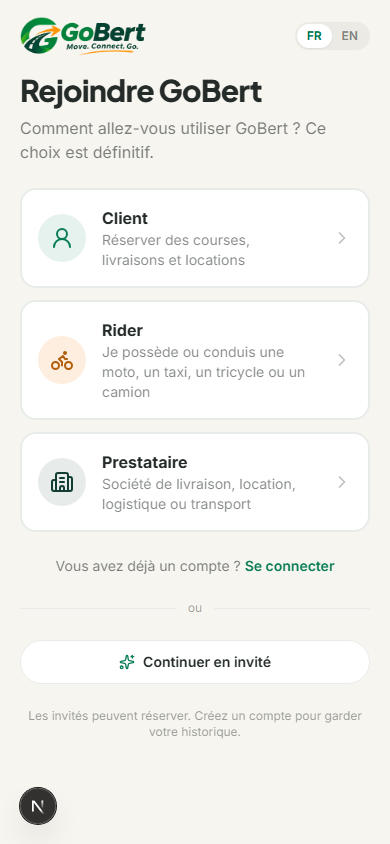 GoBert
Move. Connect. Go.
FR
EN
Rejoindre GoBert
Comment allez-vous utiliser GoBert ? Ce
choix est définitif.
Client
Réserver des courses,
livraisons et locations
Rider
Je possède ou conduis une
moto, un taxi, un tricycle ou un
camion
Prestataire
Société de livraison, location,
logistique ou transport
Vous avez déjà un compte ? Se connecter
ou
Continuer en invité
Les invités peuvent réserver. Créez un compte pour garder
votre historique.
N